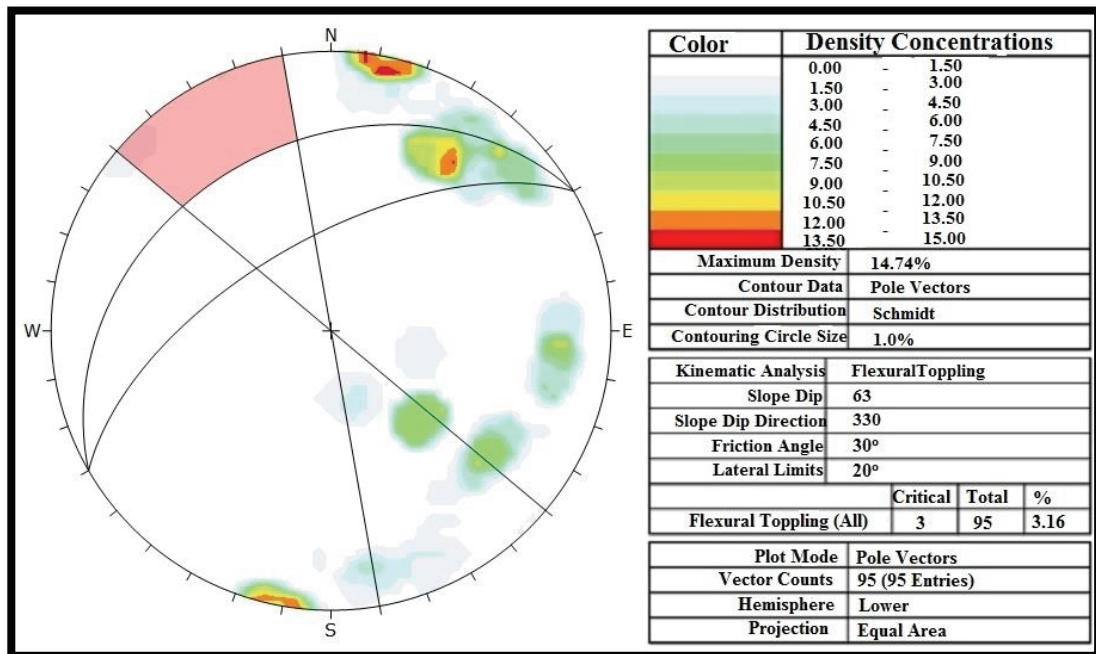 N
W
E
S
Color Density Concentrations
0.00 - 1.50
1.50 - 3.00
3.00 - 4.50
4.50 - 6.00
6.00 - 7.50
7.50 - 9.00
9.00 - 10.50
10.50 - 12.00
12.00 - 13.50
13.50 - 15.00
Maximum Density 14.74%
Contour Data Pole Vectors
Contour Distribution Schmidt
Contouring Circle Size 1.0%
Kinematic Analysis FlexuralToppling
Slope Dip 63
Slope Dip Direction 330
Friction Angle 30°
Lateral Limits 20°
Critical Total %
Flexural Toppling (All) 3 95 3.16
Plot Mode Pole Vectors
Vector Counts 95 (95 Entries)
Hemisphere Lower
Projection Equal Area